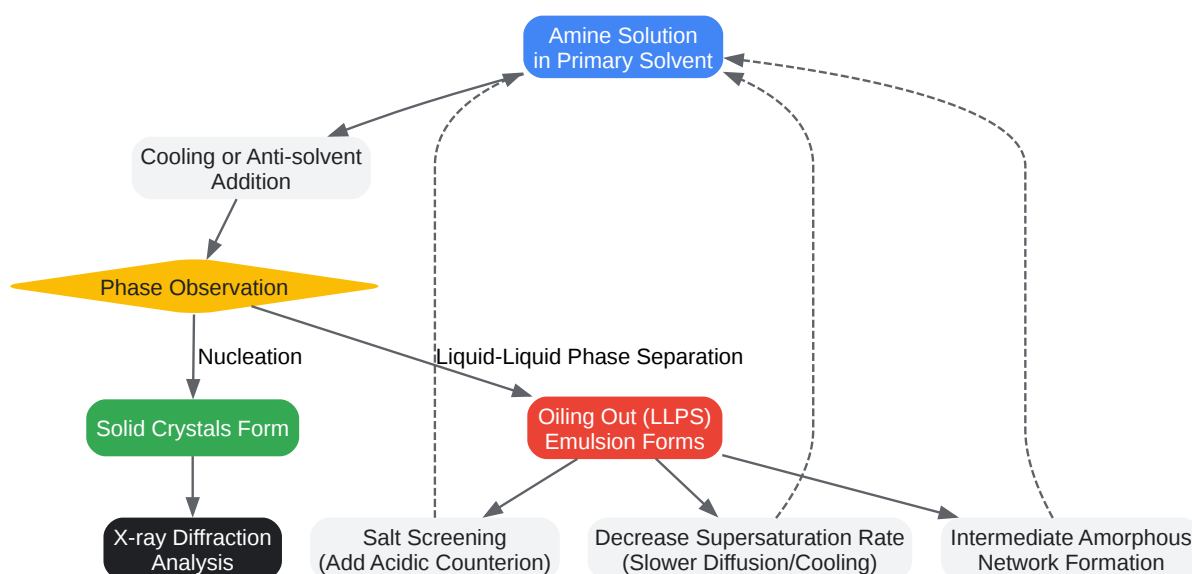 Amine Solution
in Primary Solvent
Cooling or Anti-solvent
Addition
Phase Observation
Nucleation
Liquid-Liquid Phase Separation
Solid Crystals Form
Oiling Out (LLPS)
Emulsion Forms
X-ray Diffraction
Analysis
Salt Screening
(Add Acidic Counterion)
Decrease Supersaturation Rate
(Slower Diffusion/Cooling)
Intermediate Amorphous
Network Formation